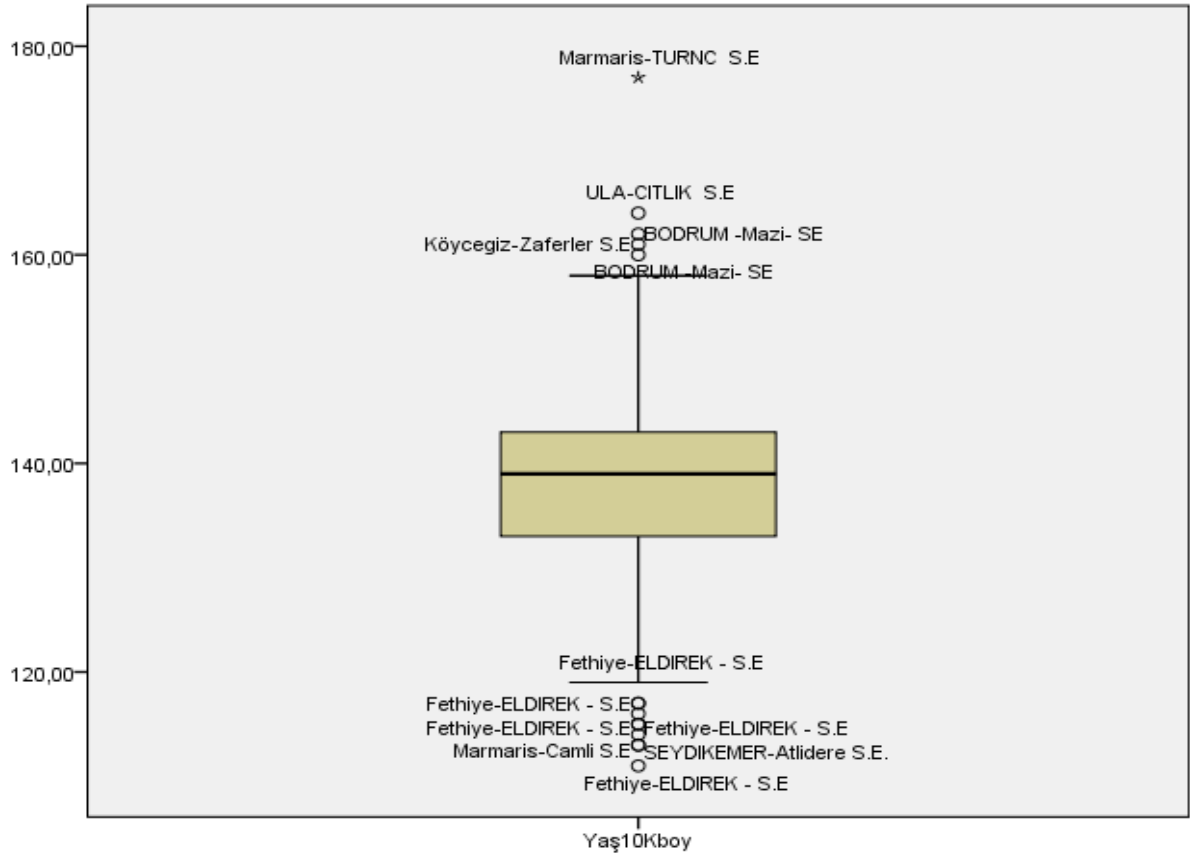 180,00
Marmaris-TURNC S.E
ULA-CITLIK S.E
BODRUM -Mazi- SE
Köycegiz-Zaferler S.E
160,00
BODRUM -Mazi- SE
140,00
120,00
Fethiye-ELDIREK - S.E
Fethiye-ELDIREK - S.E
Fethiye-ELDIREK - S.E
Fethiye-ELDIREK - S.E
Marmaris-Camli S.E
SEYDIKEMER-Atlidere S.E.
Fethiye-ELDIREK - S.E
Yaş10Kboy